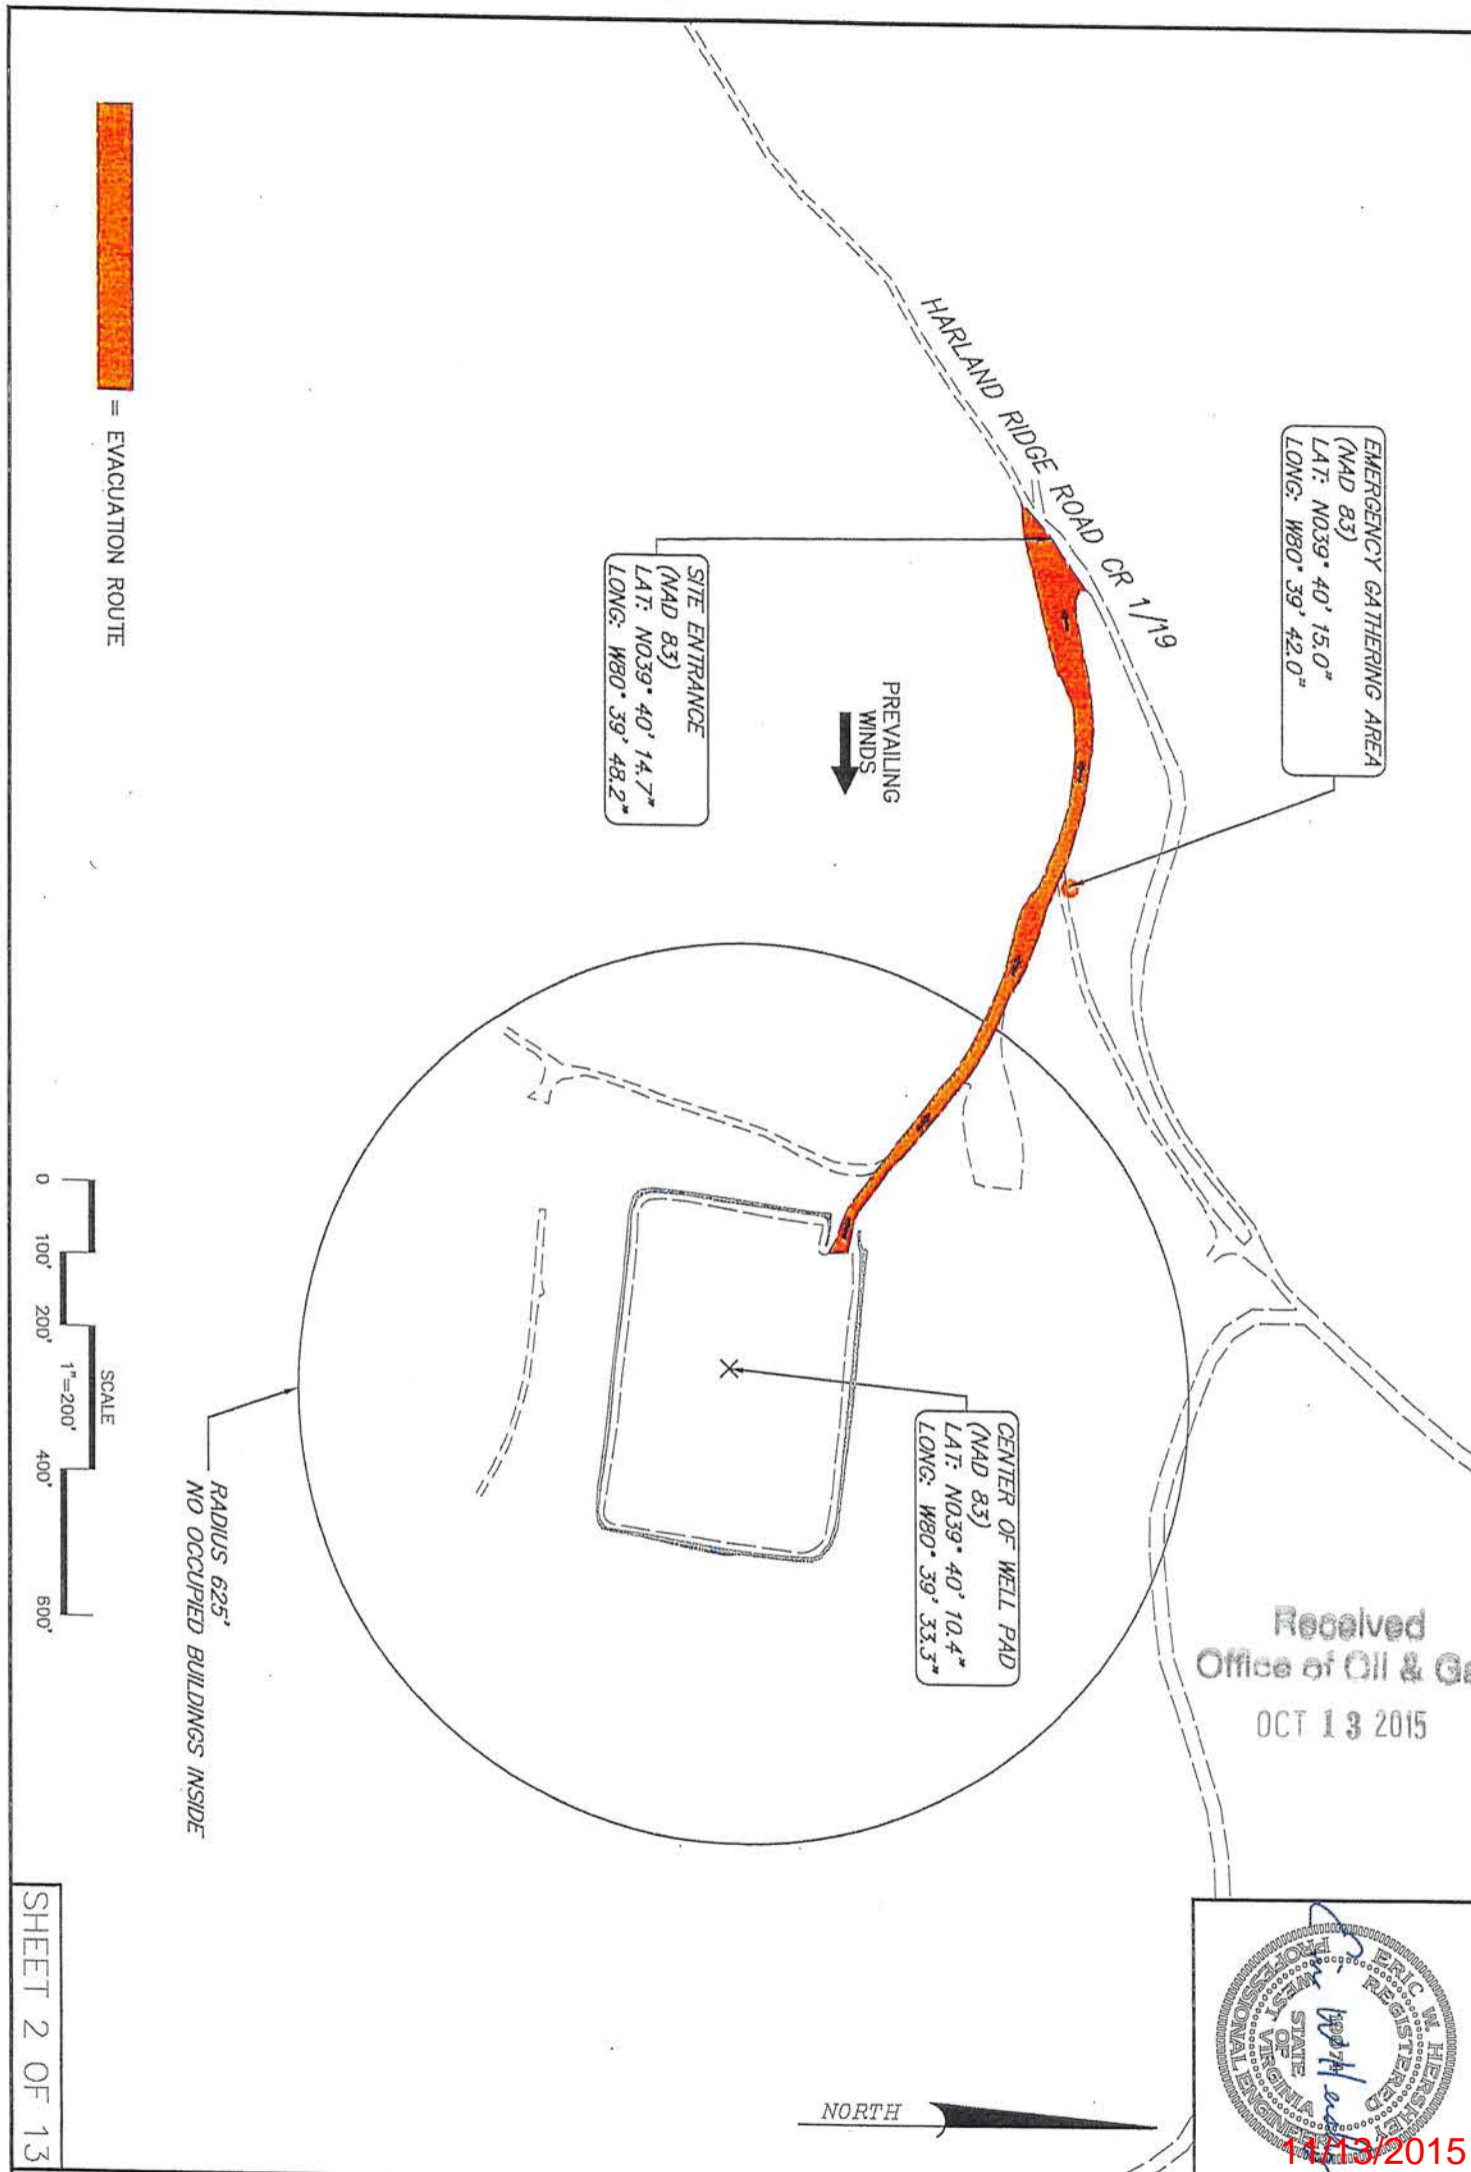 HARLAND RIDGE ROAD CR 1/19
EMERGENCY GATHERING AREA
(NAD 83)
LAT: N039° 40' 15.0"
LONG: W80° 39' 42.0"
SITE ENTRANCE
(NAD 83)
LAT: N039° 40' 14.7"
LONG: W80° 39' 48.2"
PREVAILING
WINDS
= EVACUATION ROUTE
CENTER OF WELL PAD
(NAD 83)
LAT: N039° 40' 10.4"
LONG: W80° 39' 33.3"
RADIUS 625'
NO OCCUPIED BUILDINGS INSIDE
SCALE
1"=200'
0 100' 200' 400' 600'
Received
Office of Oil & Ga
OCT 13 2015
NORTH
ERIC W. HERSHEY
REGISTERED
STATE
OF
WEST VIRGINIA
PROFESSIONAL ENGINEER
11/13/2015
SHEET 2 OF 13